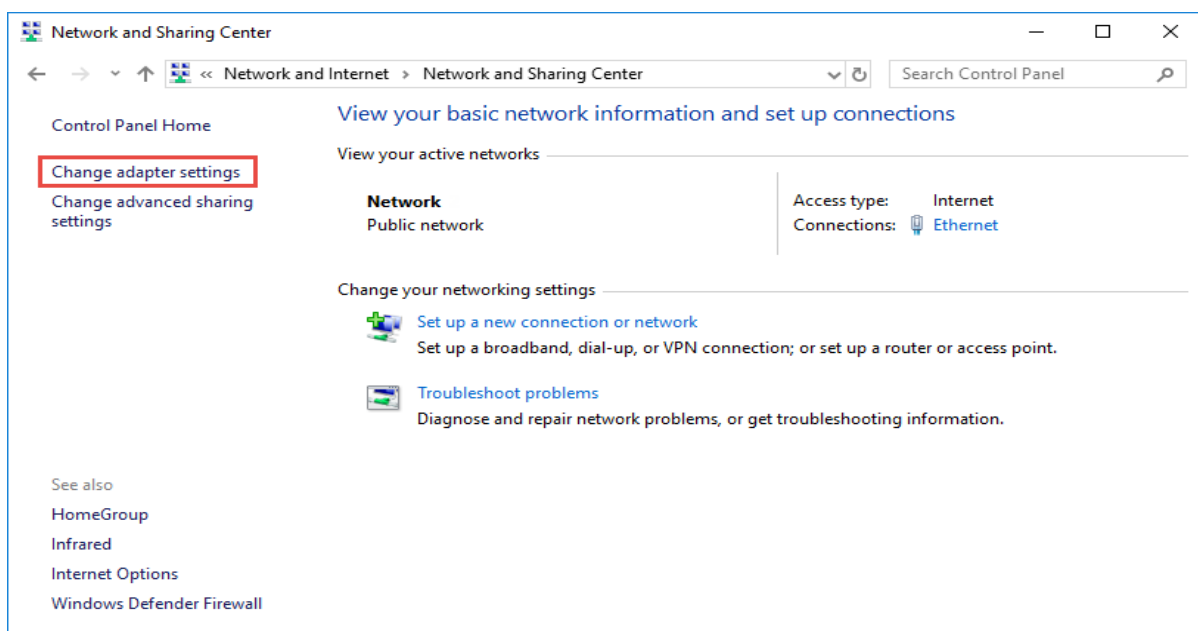 Network and Sharing Center
« Network and Internet › Network and Sharing Center
Search Control Panel
Control Panel Home
Change adapter settings
Change advanced sharing
settings
View your basic network information and set up connections
View your active networks
Network
Public network
Access type: Internet
Connections: Ethernet
Change your networking settings
Set up a new connection or network
Set up a broadband, dial-up, or VPN connection; or set up a router or access point.
Troubleshoot problems
Diagnose and repair network problems, or get troubleshooting information.
See also
HomeGroup
Infrared
Internet Options
Windows Defender Firewall